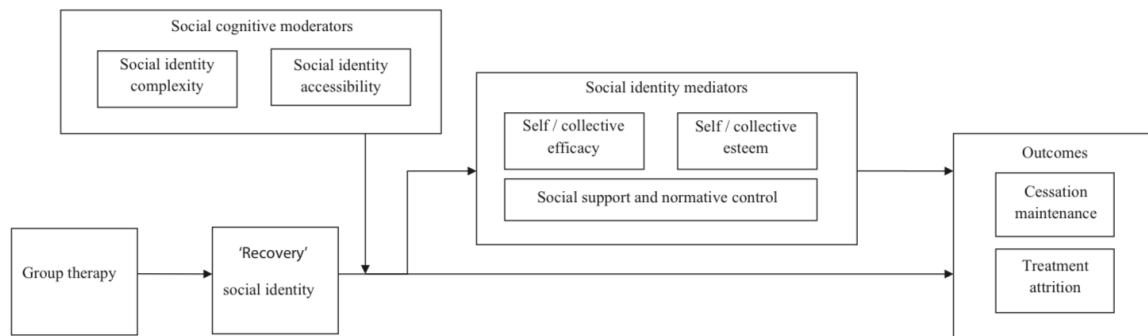 Social cognitive moderators
Social identity
complexity
Social identity
accessibility
Social identity mediators
Self / collective
efficacy
Self / collective
esteem
Social support and normative control
Outcomes
Cessation
maintenance
Treatment
attrition
Group therapy
‘Recovery’
social identity